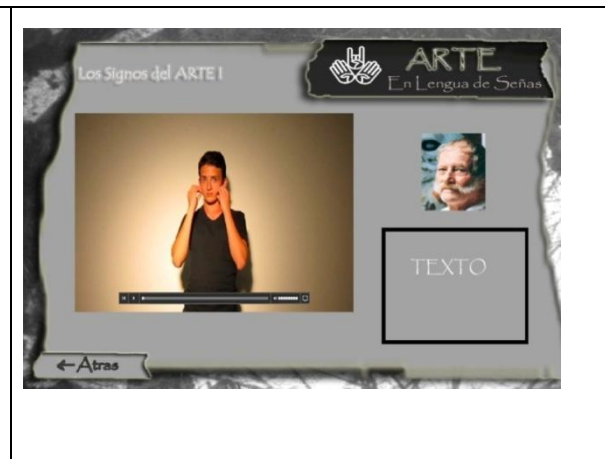 Los Signos del ARTE I
ARTE
En Lengua de Señas
TEXTO
←Atras